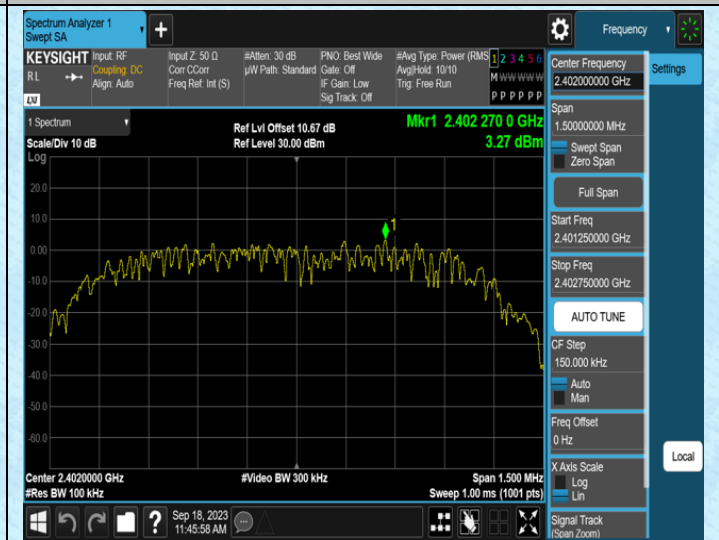 Spectrum Analyzer 1
Swept SA
Frequency
KEYSIGHT
Input: RF
Coupling: DC
Align: Auto
Input Z: 50 Ω
Corr CCorr
Freq Ref: Int (S)
#Atten: 30 dB
µW Path: Standard
PNO: Best Wide
Gate: Off
IF Gain: Low
Sig Track: Off
#Avg Type: Power (RMS
Avg|Hold: 10/10
Trig: Free Run
1 2 3 4 5 6
M W W W W W
P P P P P P
R L
LXI
1 Spectrum
Scale/Div 10 dB
Log
Ref Lvl Offset 10.67 dB
Ref Level 30.00 dBm
Mkr1 2.402 270 0 GHz
3.27 dBm
20.0
10.0
0.00
-10.0
-20.0
-30.0
-40.0
-50.0
-60.0
1
Center 2.4020000 GHz
#Res BW 100 kHz
#Video BW 300 kHz
Span 1.500 MHz
Sweep 1.00 ms (1001 pts)
?
Sep 18, 2023
11:45:58 AM
Center Frequency
2.402000000 GHz
Span
1.50000000 MHz
Swept Span
Zero Span
Full Span
Start Freq
2.401250000 GHz
Stop Freq
2.402750000 GHz
AUTO TUNE
CF Step
150.000 kHz
Auto
Man
Freq Offset
0 Hz
X Axis Scale
Log
Lin
Signal Track
(Span Zoom)
Settings
Local